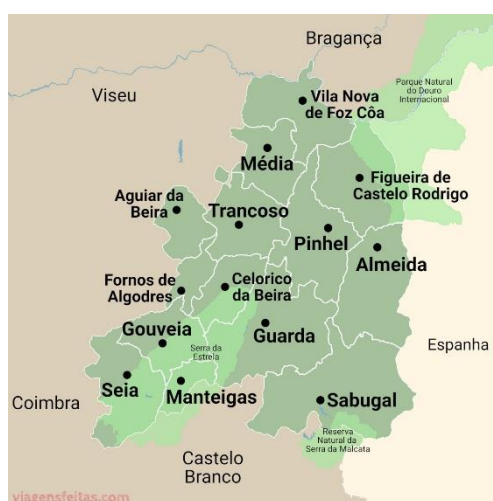 Bragança
Viseu
Parque Natural
do Douro
Internacional
Vila Nova
de Foz Côa
Média
Figueira de
Castelo Rodrigo
Aguiar da
Beira
Trancoso
Pinhel
Almeida
Fornos de
Algodres
Celorico
da Beira
Gouveia
Guarda
Serra da
Estrela
Espanha
Seia
Manteigas
Sabugal
Coimbra
Reserva
Natural da
Serra da Malcata
Castelo
Branco
viagensfeitas.com